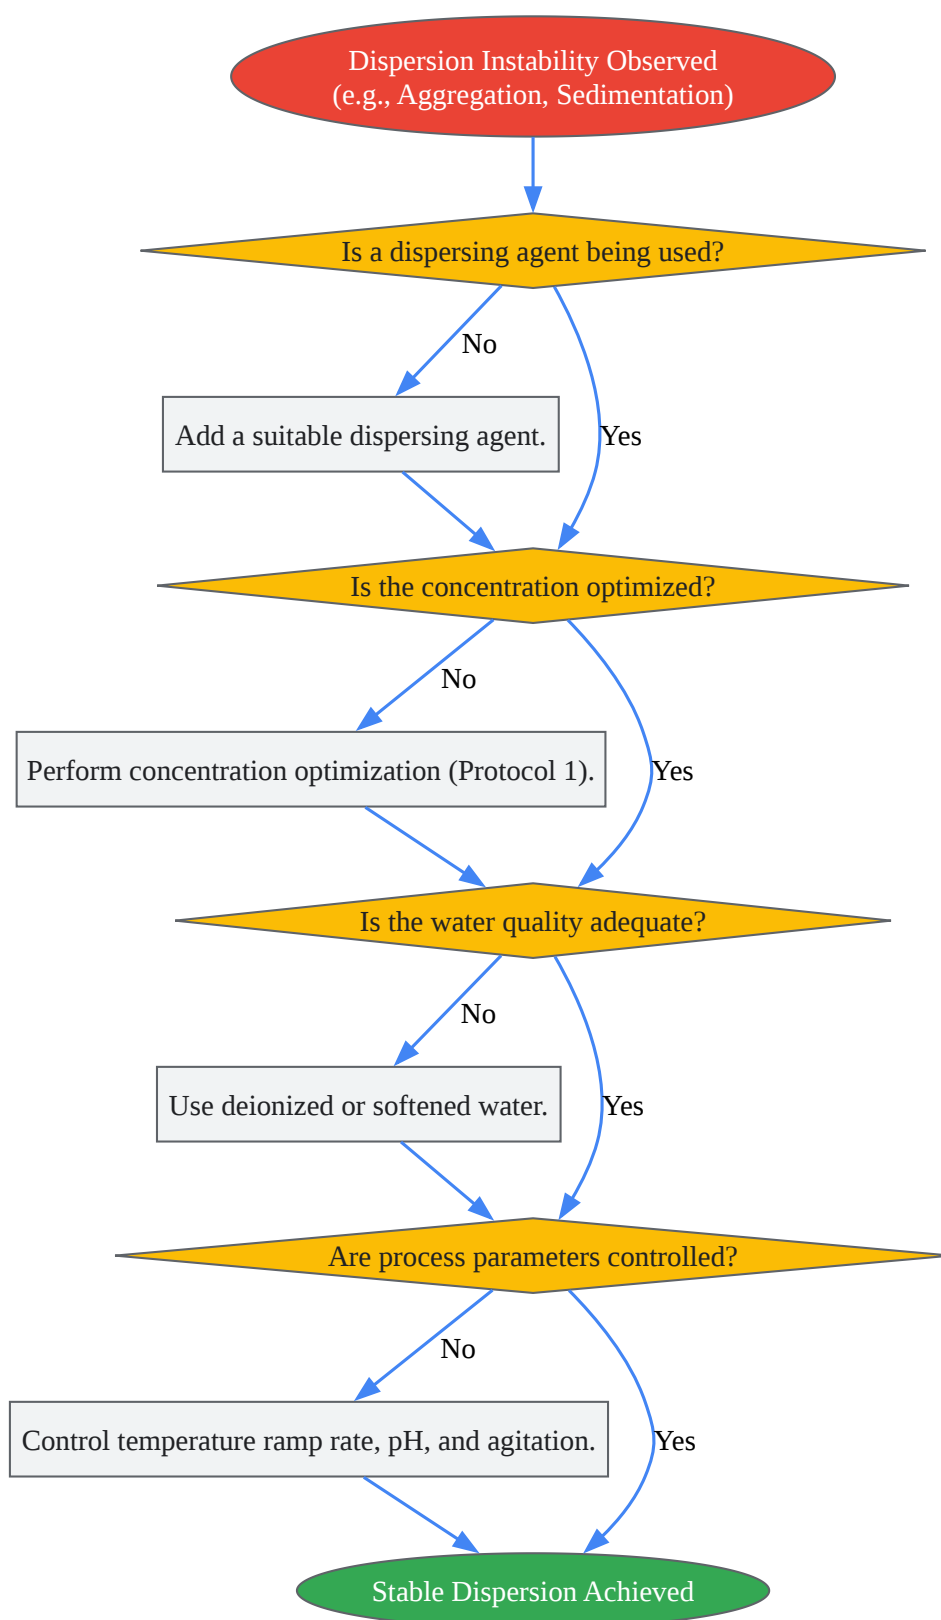 Dispersion Instability Observed
(e.g., Aggregation, Sedimentation)
Is a dispersing agent being used?
No
Add a suitable dispersing agent.
Yes
Is the concentration optimized?
No
Perform concentration optimization (Protocol 1).
Yes
Is the water quality adequate?
No
Use deionized or softened water.
Yes
Are process parameters controlled?
No
Control temperature ramp rate, pH, and agitation.
Yes
Stable Dispersion Achieved